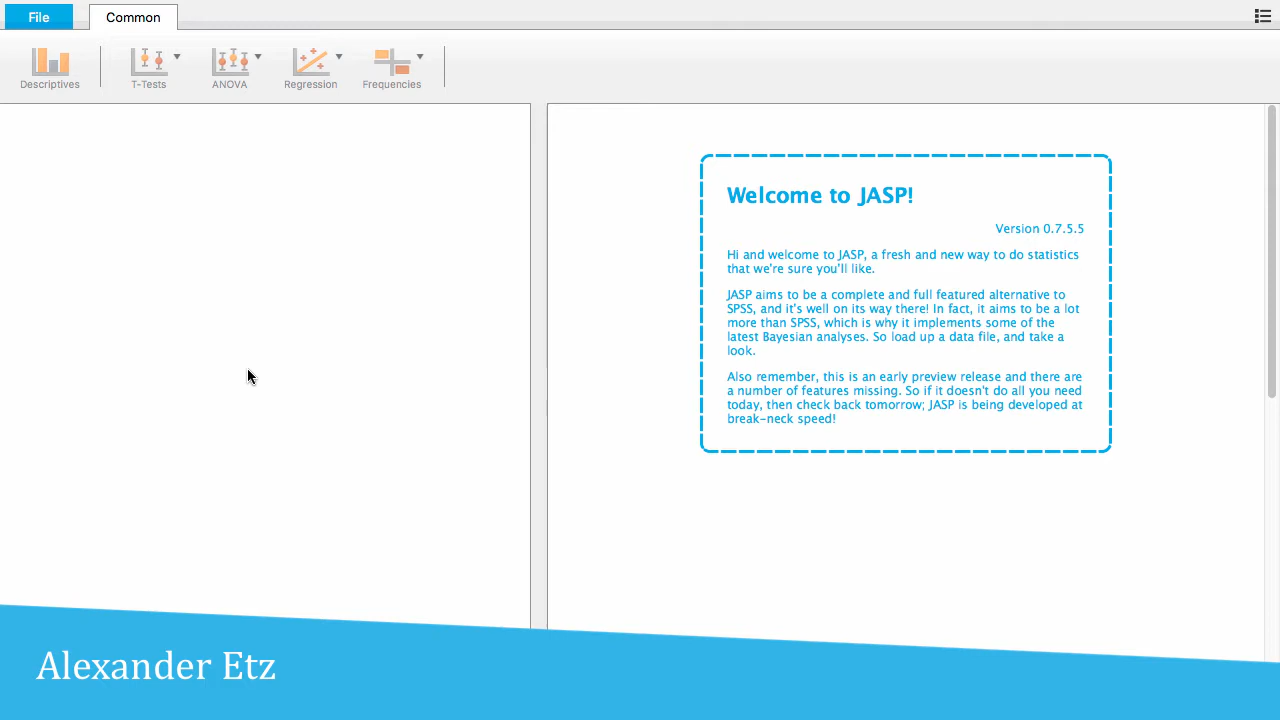 File
Common
Descriptives
T-Tests
ANOVA
Regression
Frequencies
Welcome to JASP!
Version 0.7.5.5
Hi and welcome to JASP, a fresh and new way to do statistics
that we're sure you'll like.
JASP aims to be a complete and full featured alternative to
SPSS, and it's well on its way there! In fact, it aims to be a lot
more than SPSS, which is why it implements some of the
latest Bayesian analyses. So load up a data file, and take a
look.
Also remember, this is an early preview release and there are
a number of features missing. So if it doesn't do all you need
today, then check back tomorrow; JASP is being developed at
break-neck speed!
Alexander Etz